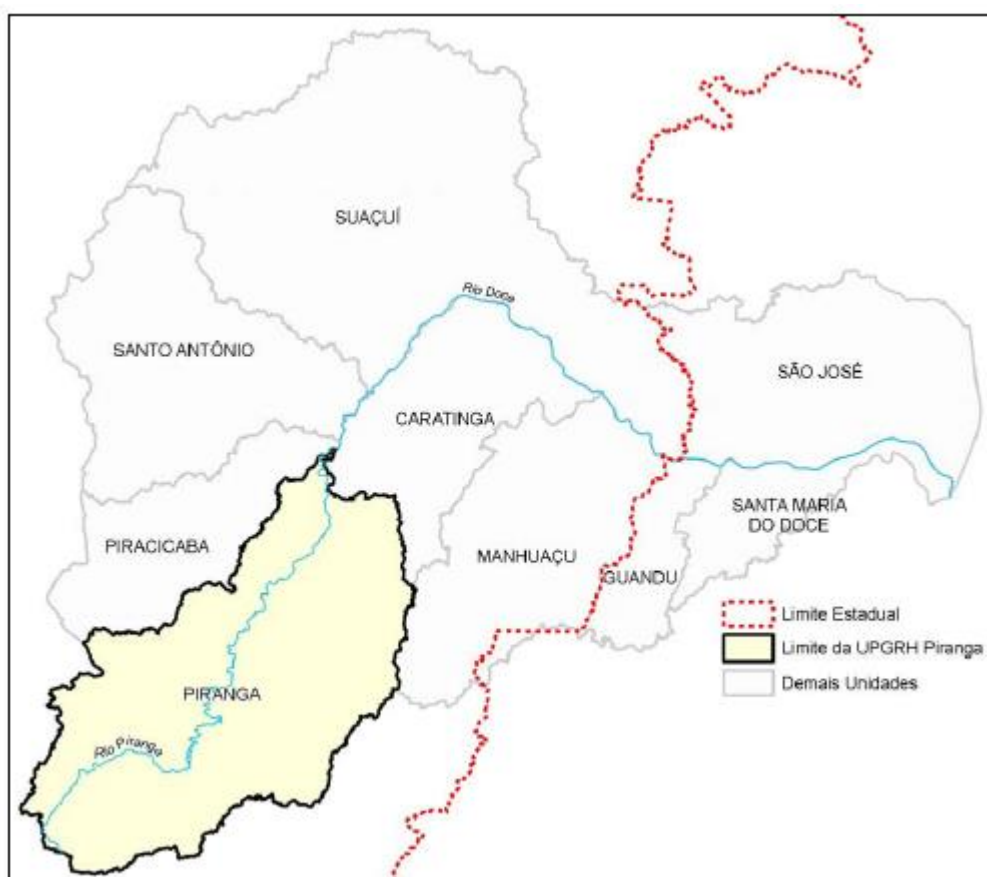 SUAÇUÍ
Rio Doce
SANTO ANTÔNIO
SÃO JOSÉ
CARATINGA
SANTA MARIA
DO DOCE
PIRACICABA
MANHUAÇU
GUANDU
Limite Estadual
Limite da UPGRH Piranga
Demais Unidades
PIRANGA
Rio Piranga